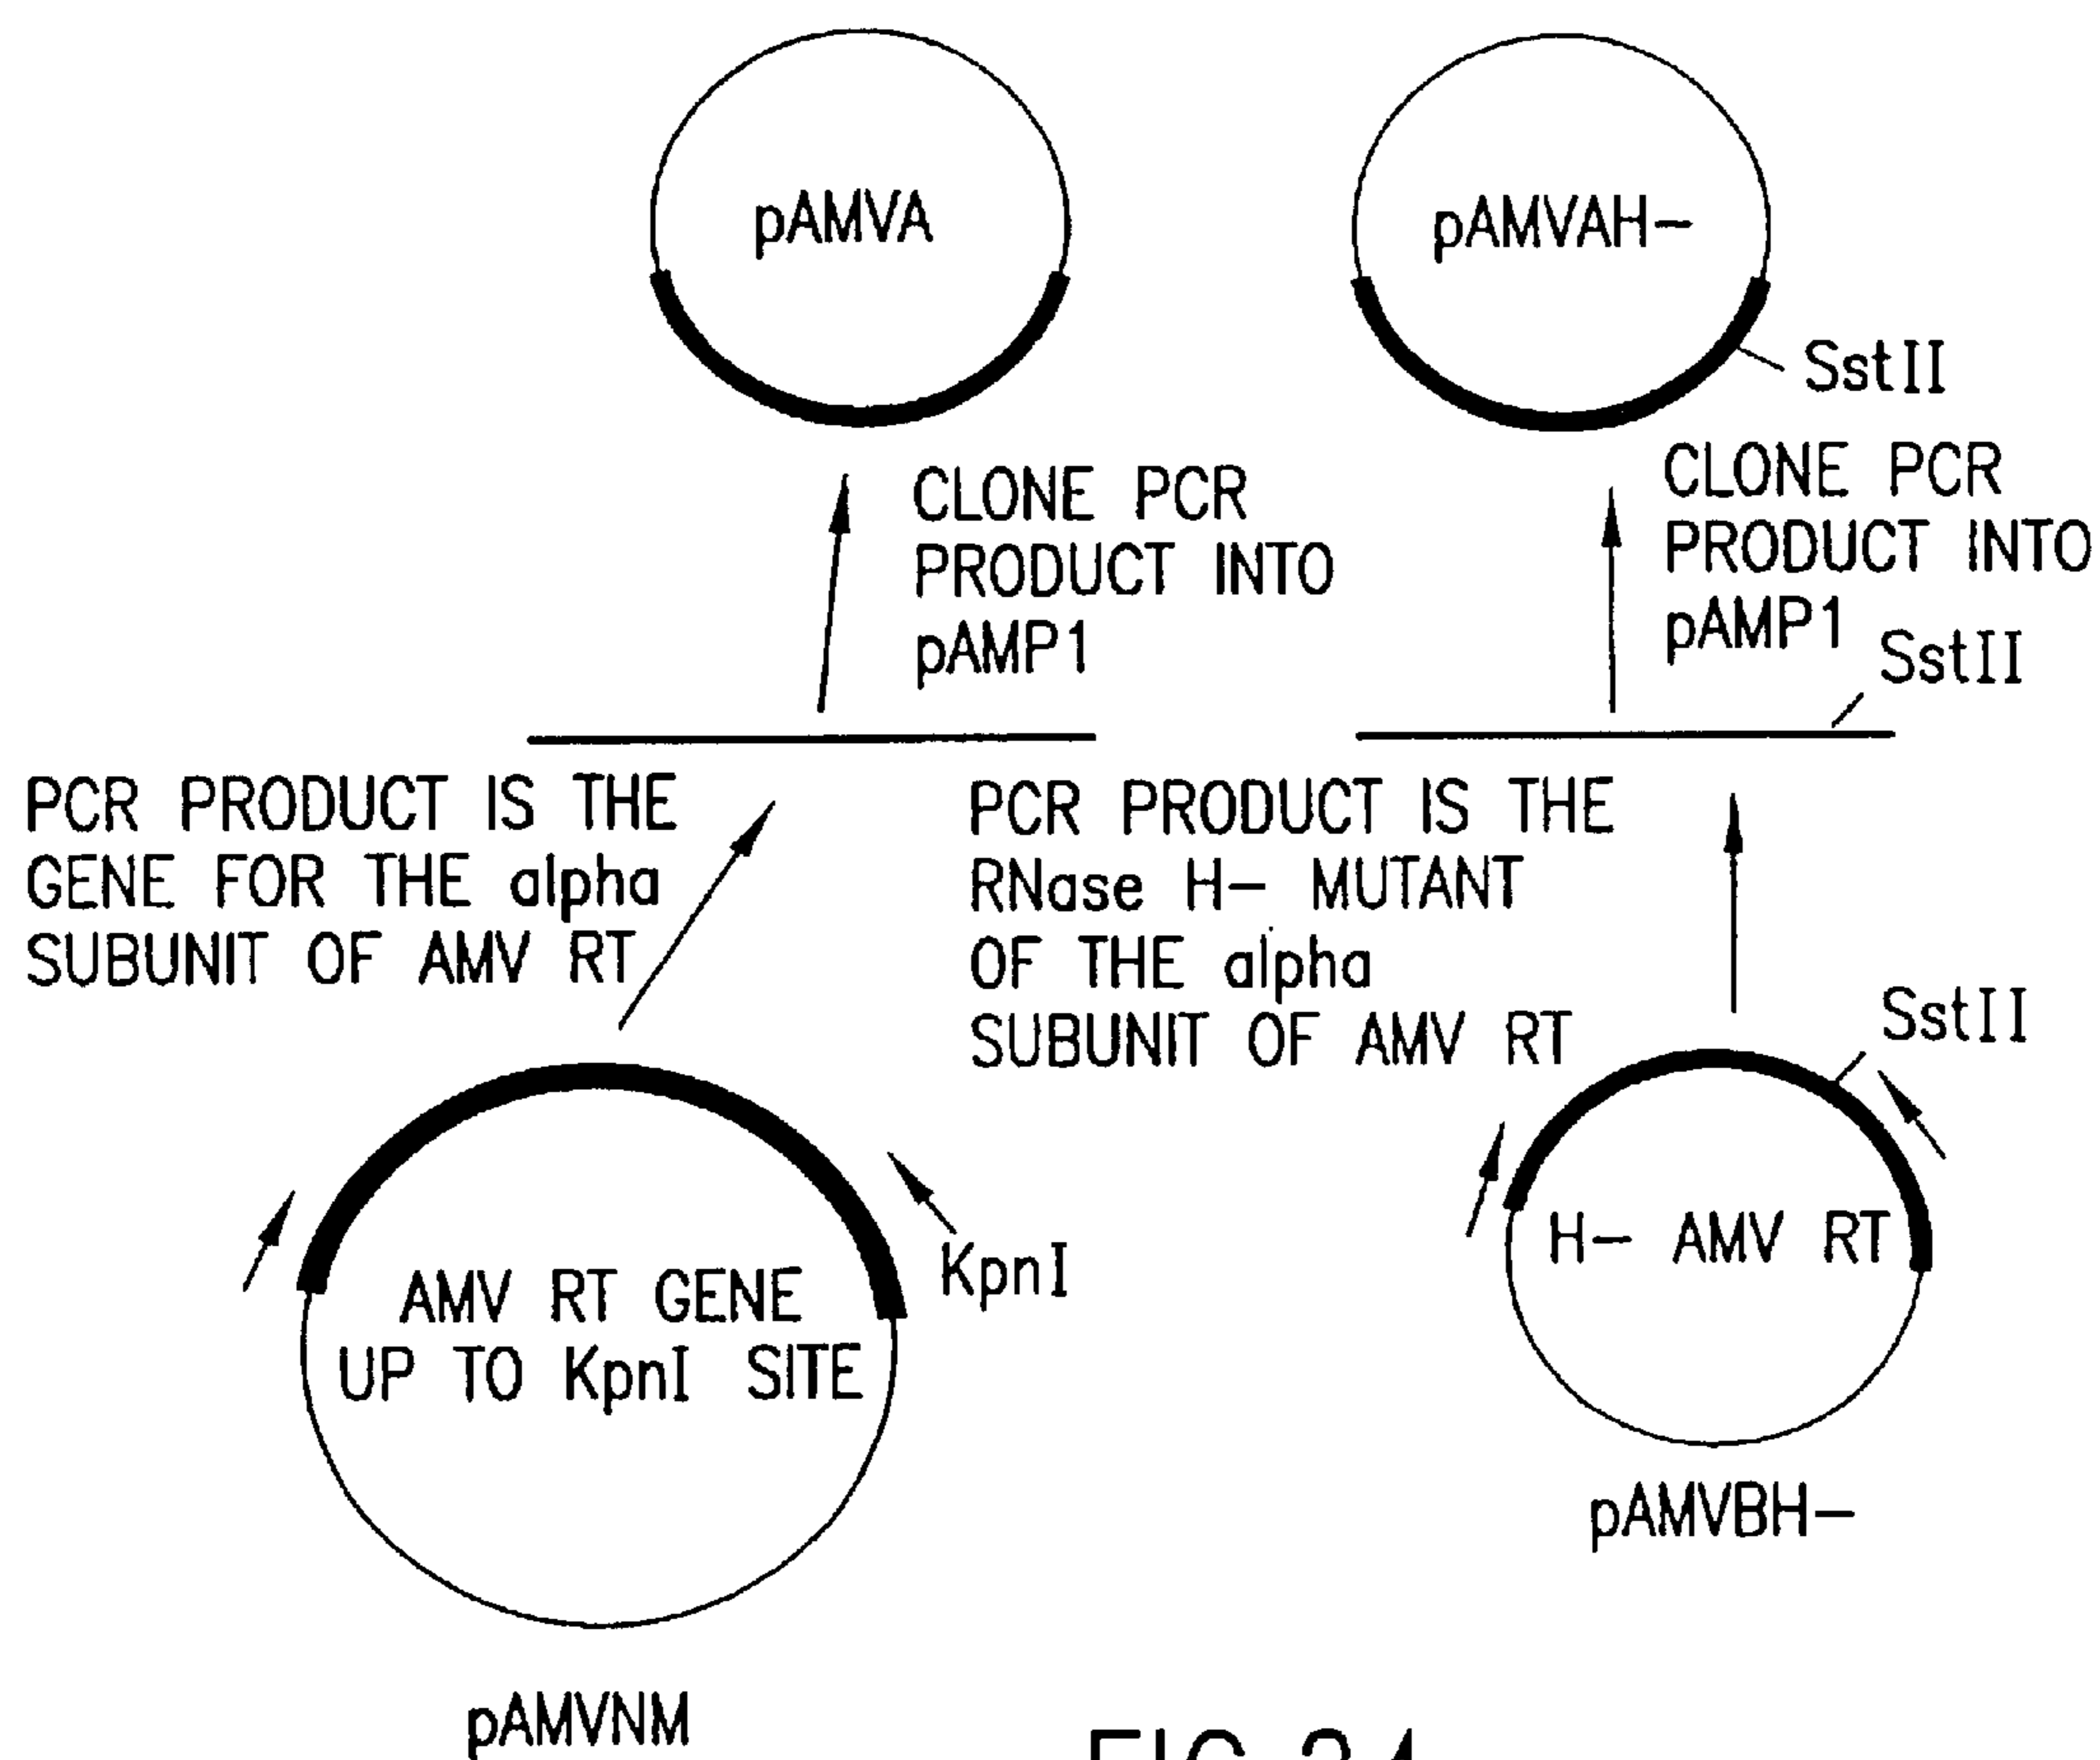 pAMVA
pAMVAH-
SstII
CLONE PCR
PRODUCT INTO
pAMP1
CLONE PCR
PRODUCT INTO
pAMP1
SstII
PCR PRODUCT IS THE
GENE FOR THE alpha
SUBUNIT OF AMV RT
PCR PRODUCT IS THE
RNase H- MUTANT
OF THE alpha
SUBUNIT OF AMV RT
SstII
KpnI
AMV RT GENE
UP TO KpnI SITE
H- AMV RT
pAMVBH-
pAMVNM